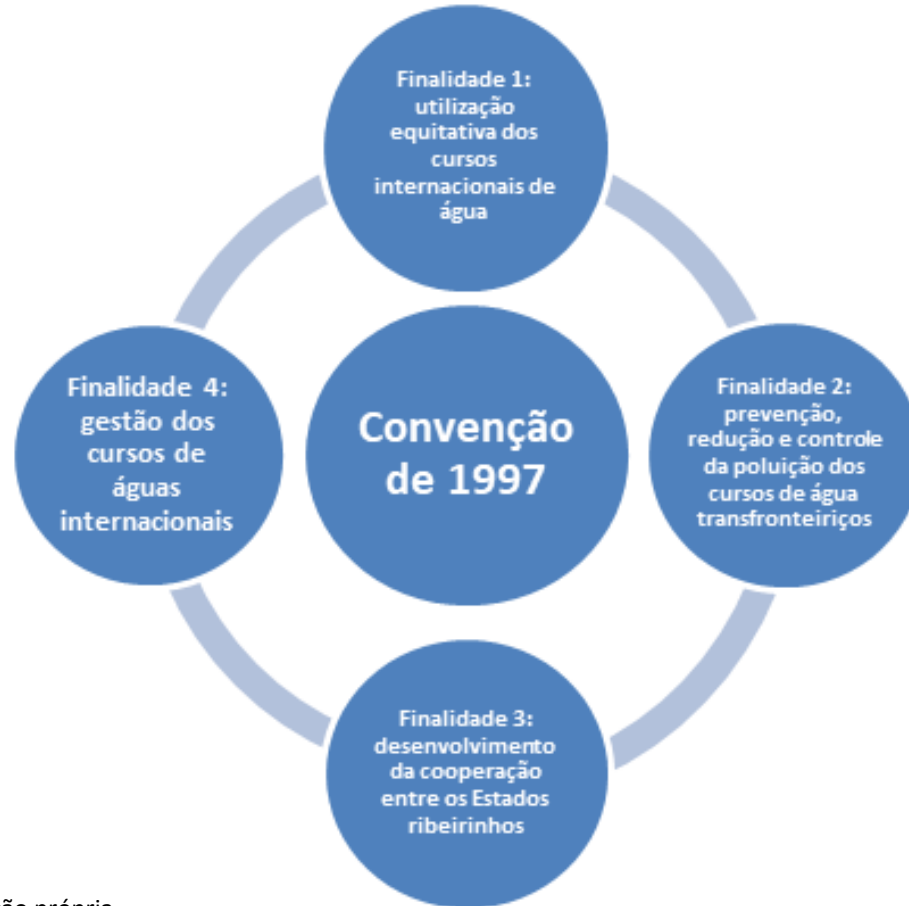 Finalidade 1:
utilização
equitativa dos
cursos
internacionais de
água
Finalidade 4:
gestão dos
cursos de
águas
internacionais
Convenção
de 1997
Finalidade 2:
prevenção,
redução e controle
da poluição dos
cursos de água
transfronteiriços
Finalidade 3:
desenvolvimento
da cooperação
entre os Estados
ribeirinhos